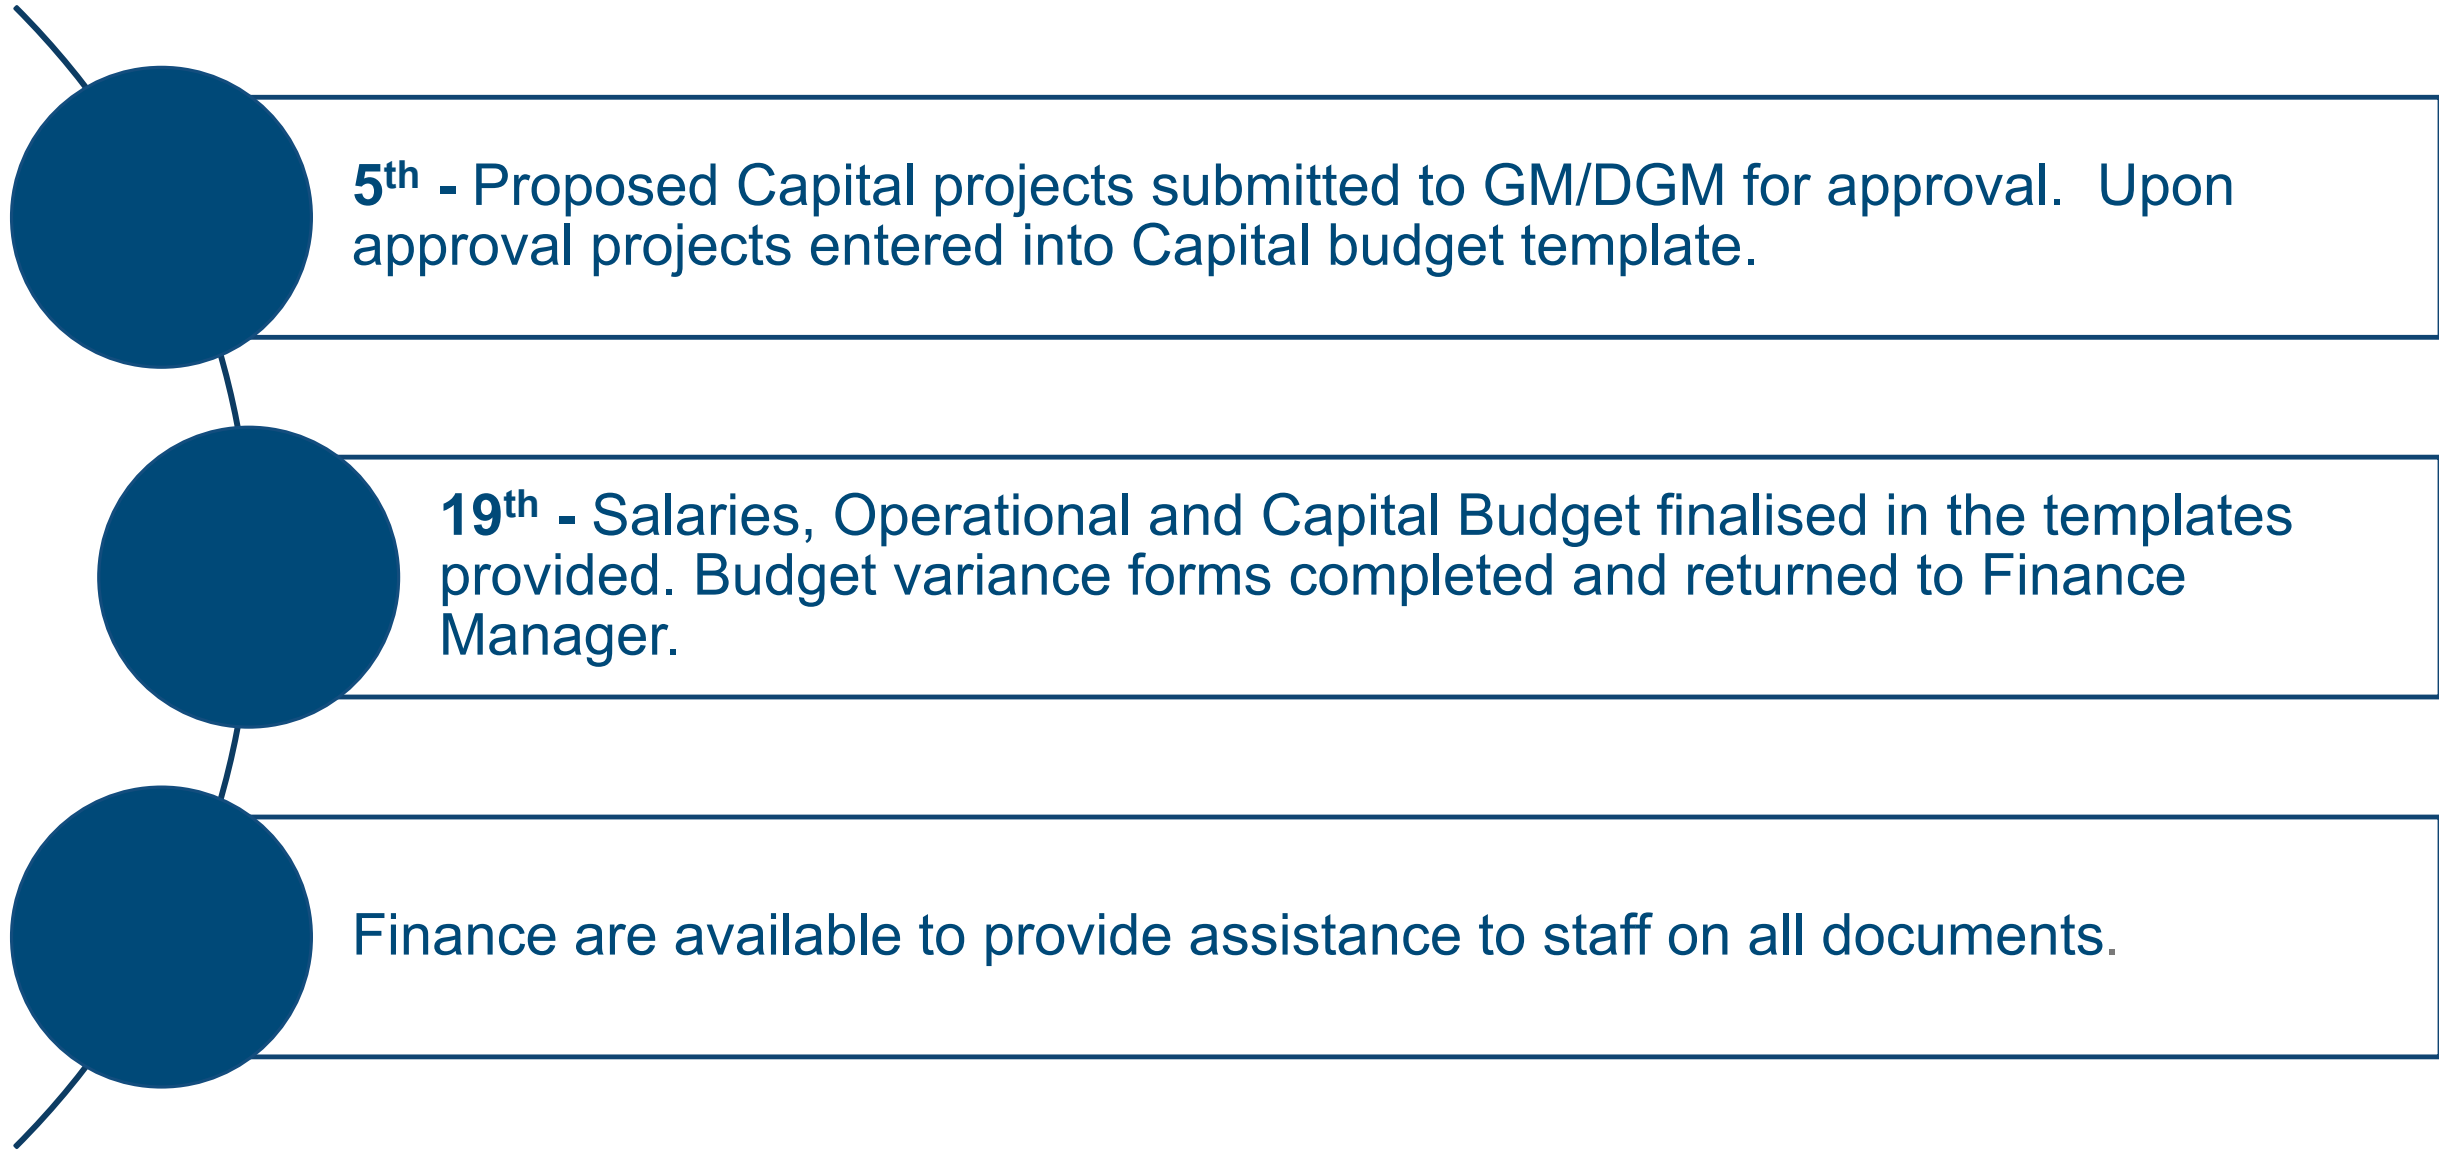 5th - Proposed Capital projects submitted to GM/DGM for approval.  Upon
approval projects entered into Capital budget template.
19th - Salaries, Operational and Capital Budget finalised in the templates
provided. Budget variance forms completed and returned to Finance
Manager.
Finance are available to provide assistance to staff on all documents.